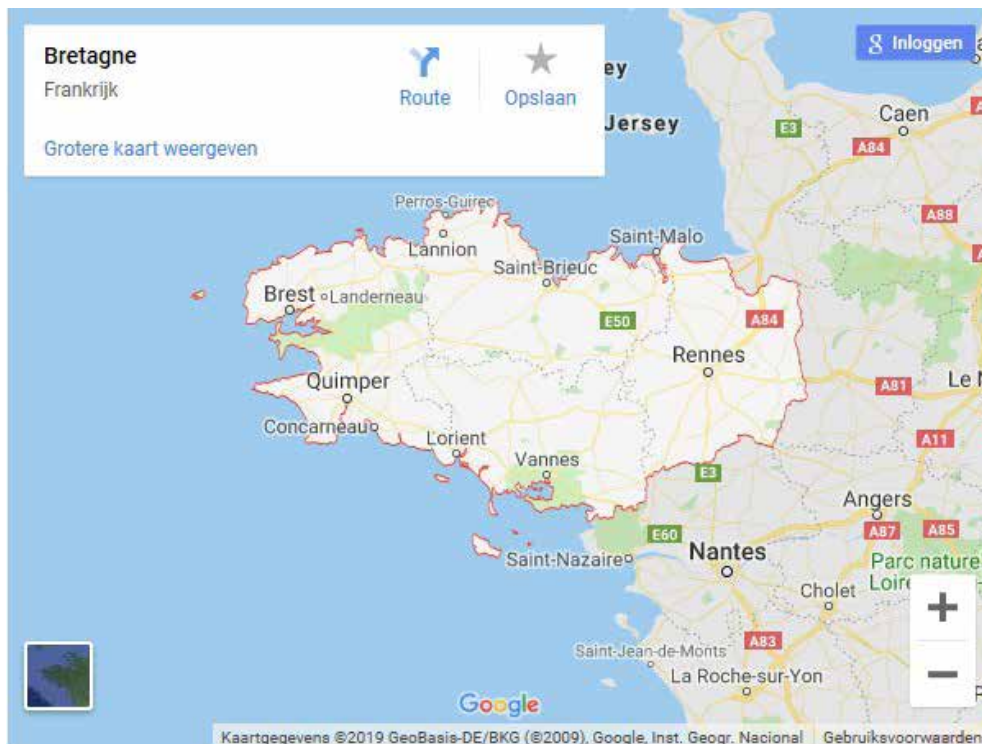 Bretagne
Frankrijk
Route
Opslaan
Grotere kaart weergeven
Inloggen
ey
Jersey
Caen
E3
A84
A88
Perros-Guirec
Lannion
Saint-Malo
Saint-Brieuc
Brest
Landerneau
E50
A84
Rennes
Quimper
A81
Le
Concarneau
Lorient
A11
Vannes
E3
Angers
E60
A87
A85
Saint-Nazaire
Nantes
Parc nature
Loire
Cholet
A83
Saint-Jean-de-Monts
La Roche-sur-Yon
Google
Kaartgegevens ©2019 GeoBasis-DE/BKG (©2009), Google, Inst. Geogr. Nacional
Gebruiksvoorwaarden